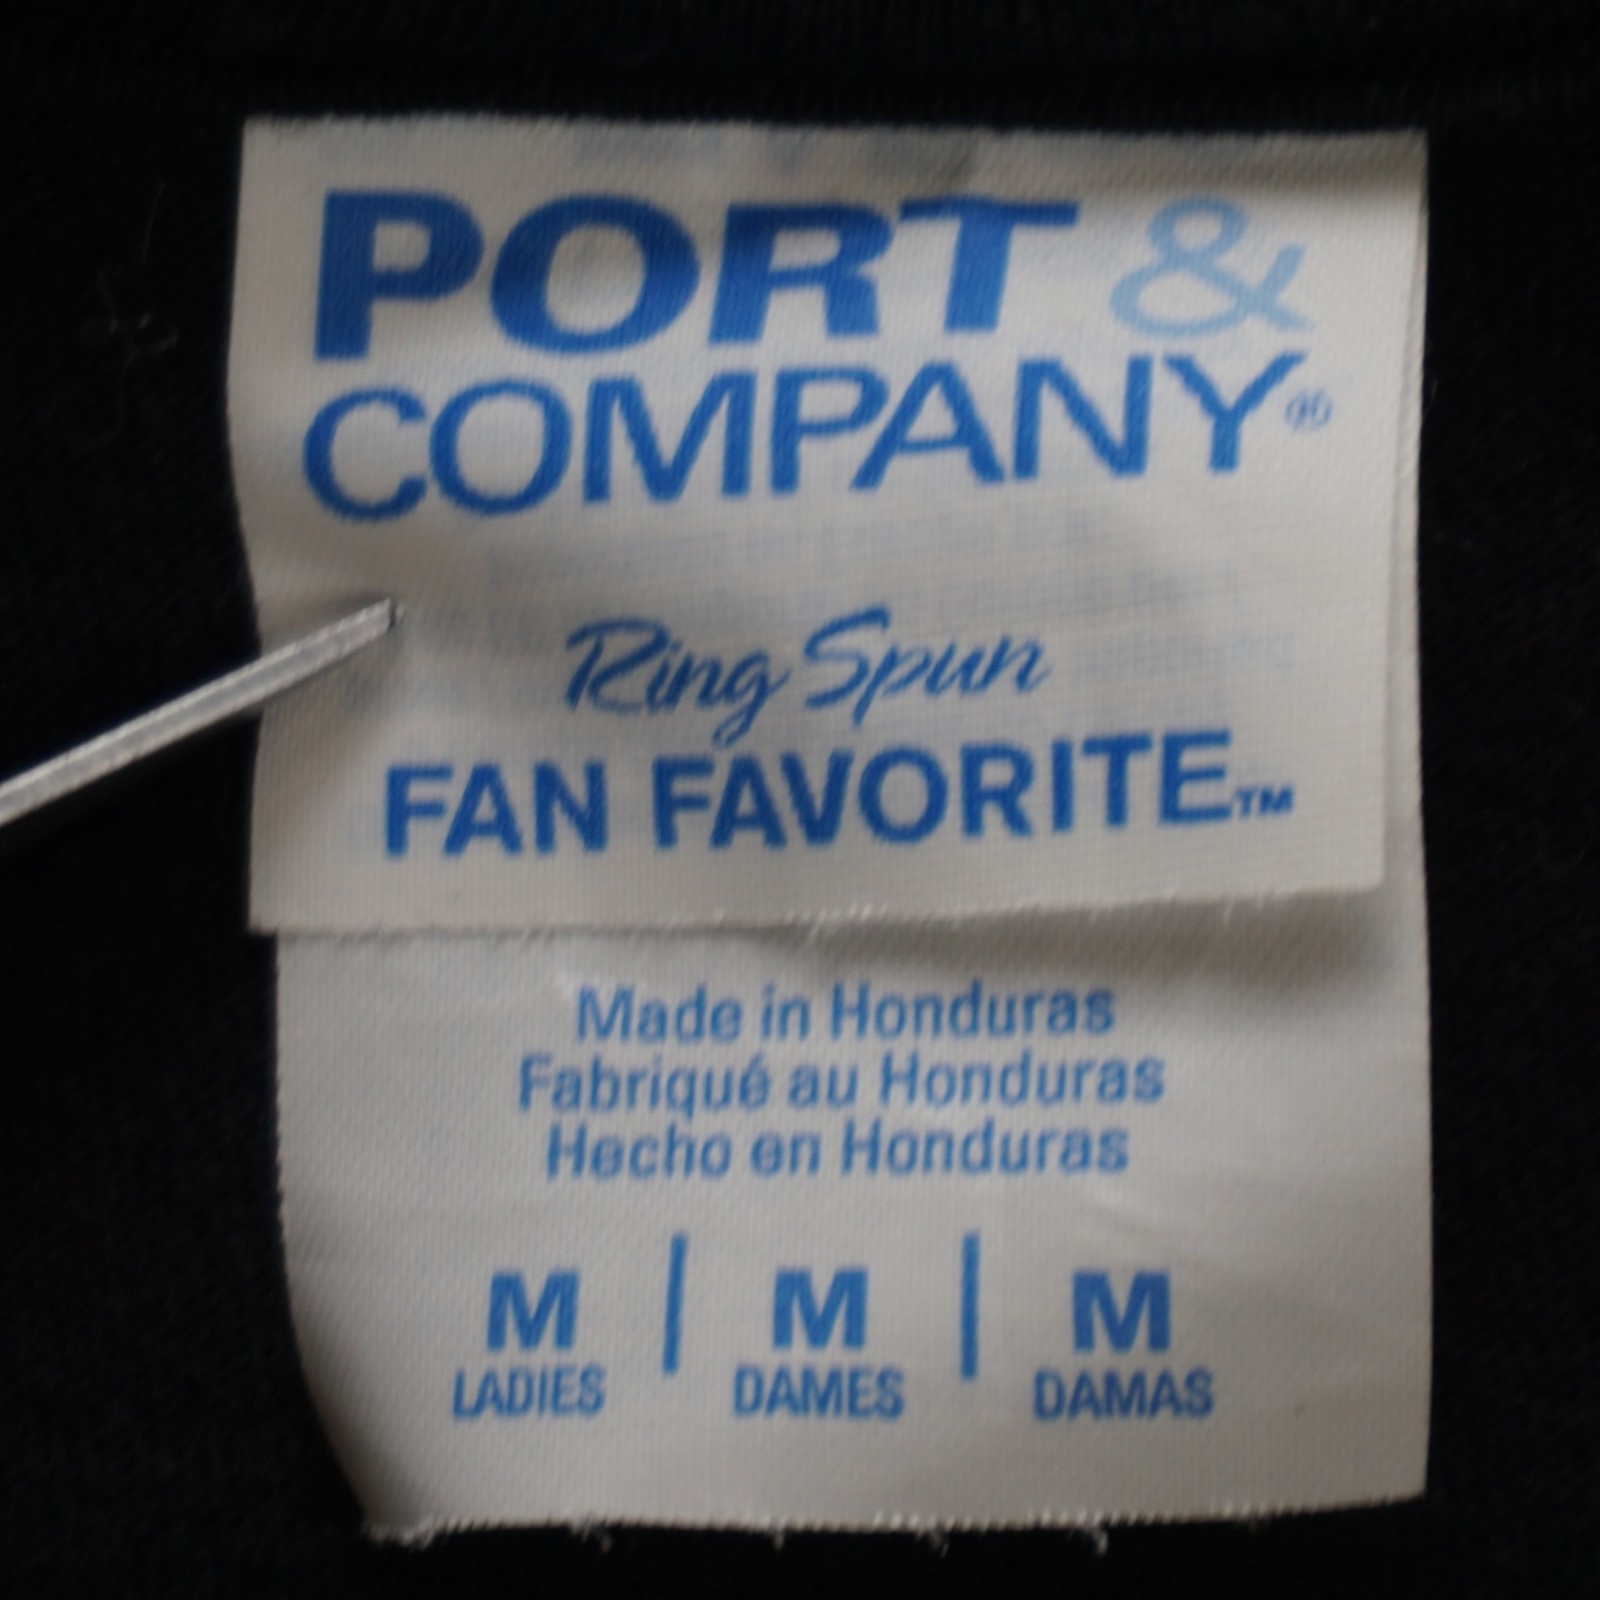 PORT &
COMPANY®
Ring Spun
FAN FAVORITE™
Made in Honduras
Fabriqué au Honduras
Hecho en Honduras
M | M | M
LADIES DAMES DAMAS